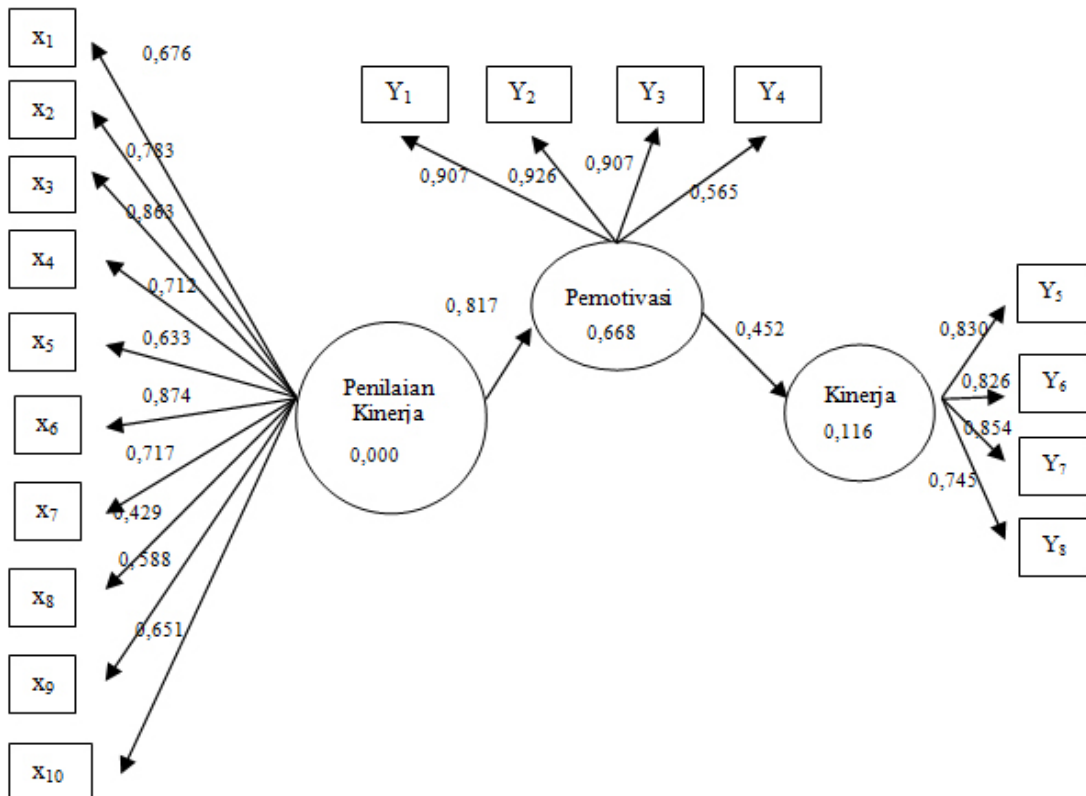 x₁
x₂
x₃
x₄
x₅
x₆
x₇
x₈
x₉
x₁₀
0,676
0,783
0,863
0,712
0,633
0,874
0,717
0,429
0,588
0,651
Penilaian
Kinerja
0,000
0, 817
Y₁
Y₂
Y₃
Y₄
0,907
0,926
0,907
0,565
Pemotivasi
0,668
0,452
Kinerja
0,116
0,830
0,826
0,854
0,745
Y₅
Y₆
Y₇
Y₈